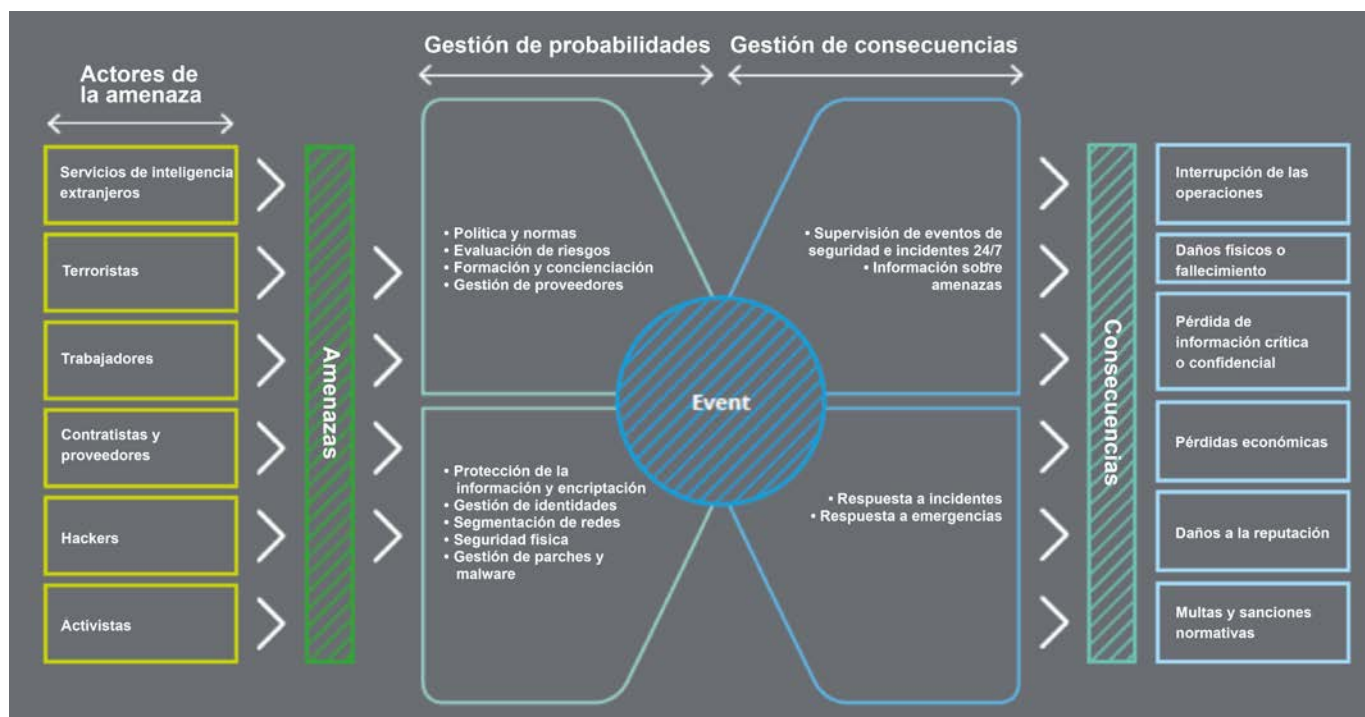 Gestión de probabilidades
Gestión de consecuencias
Actores de
la amenaza
Servicios de inteligencia
extranjeros
Terroristas
Trabajadores
Contratistas y
proveedores
Hackers
Activistas
Amenazas
• Política y normas
• Evaluación de riesgos
• Formación y concienciación
• Gestión de proveedores
• Protección de la
información y encriptación
• Gestión de identidades
• Segmentación de redes
• Seguridad física
• Gestión de parches y
malware
Event
• Supervisión de eventos de
seguridad e incidentes 24/7
• Información sobre
amenazas
• Respuesta a incidentes
• Respuesta a emergencias
Consecuencias
Interrupción de las
operaciones
Daños físicos o
fallecimiento
Pérdida de
información crítica
o confidencial
Pérdidas económicas
Daños a la reputación
Multas y sanciones
normativas